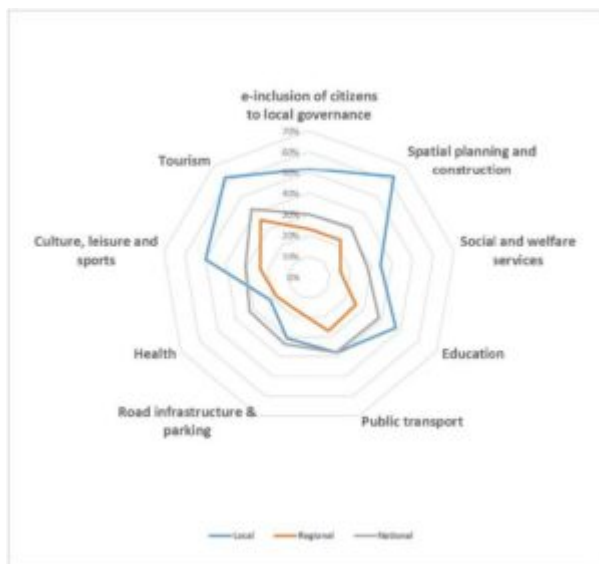 e-inclusion of citizens
to local governance
70%
60%
50%
40%
30%
20%
10%
0%
Spatial planning and
construction
Social and welfare
services
Education
Public transport
Road infrastructure &
parking
Health
Culture, leisure and
sports
Tourism
Local
Regional
National